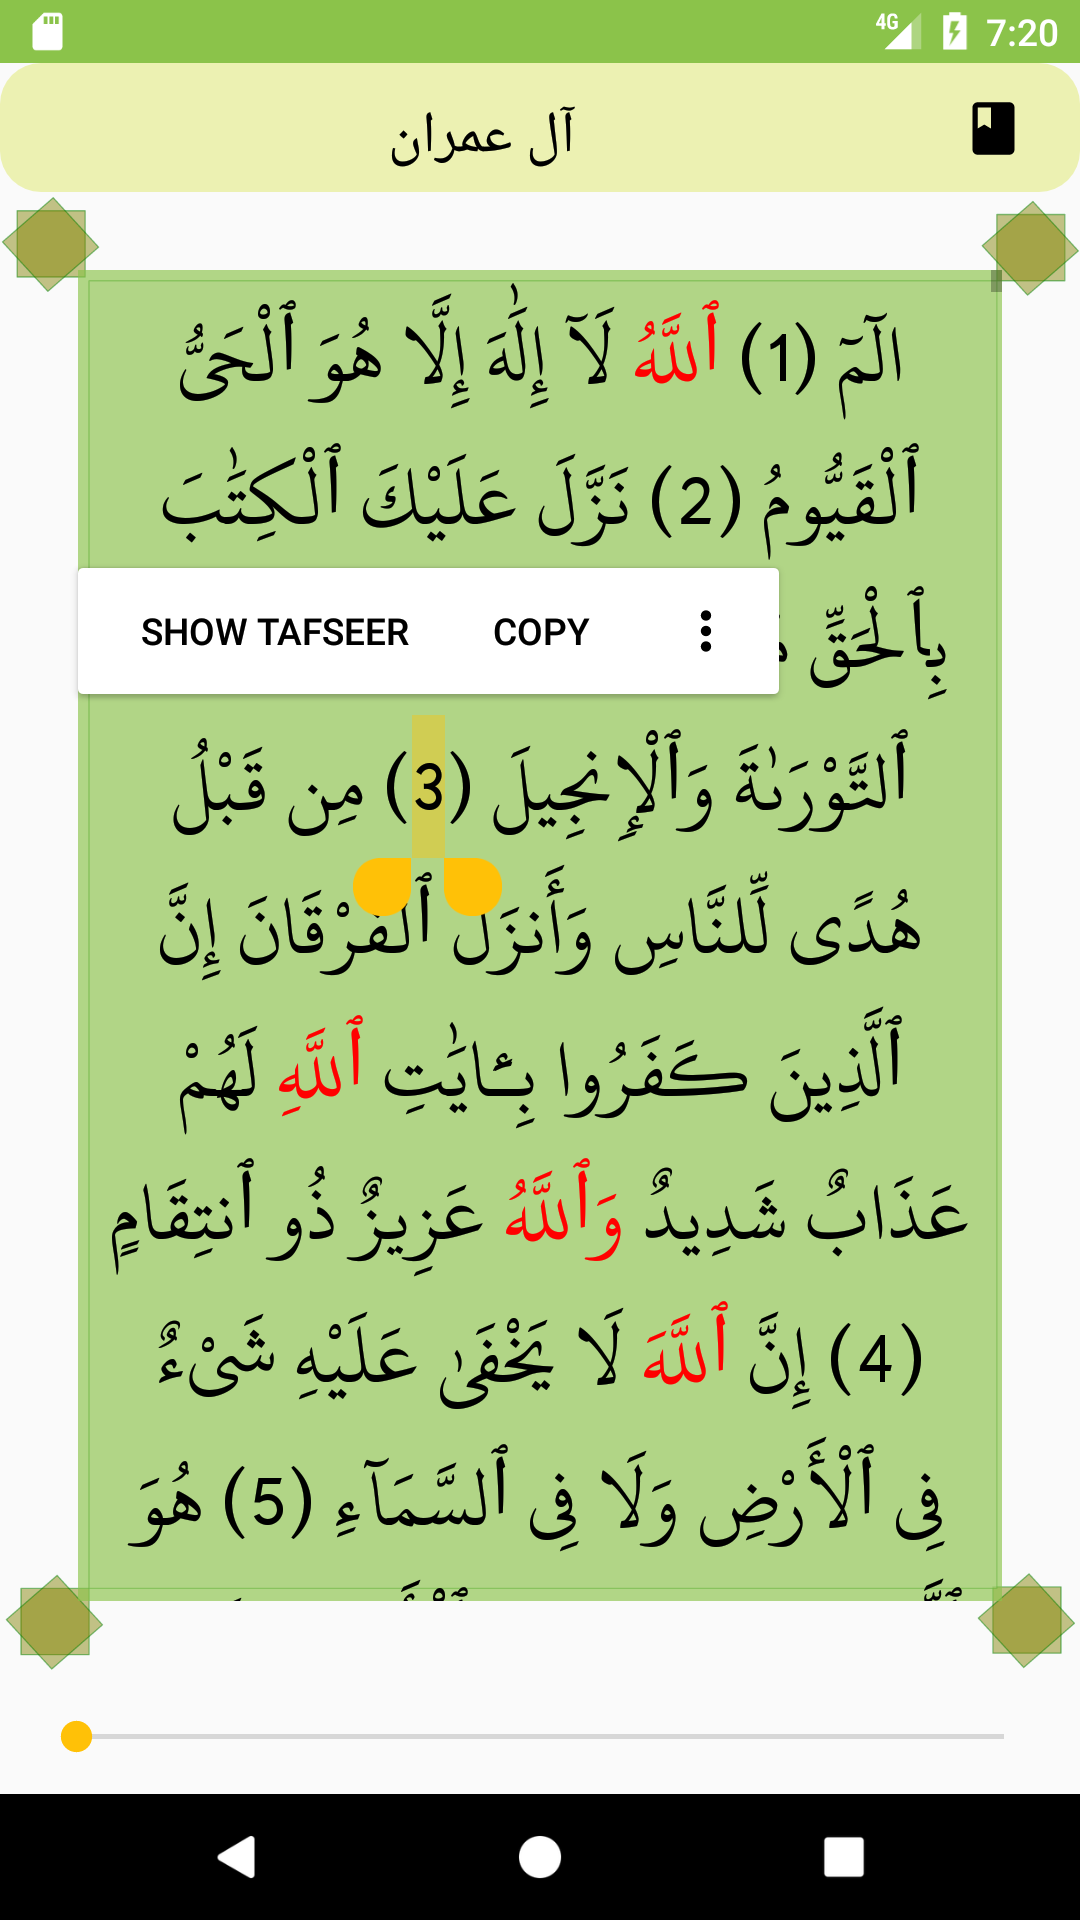 4G 7:20
آل عمران
الٓمٓ (1) ٱللَّهُ لَآ إِلَٰهَ إِلَّا هُوَ ٱلْحَىُّ
ٱلْقَيُّومُ (2) نَزَّلَ عَلَيْكَ ٱلْكِتَٰبَ
بِٱلْحَقِّ
SHOW TAFSEER COPY
ٱلتَّوْرَىٰةَ وَٱلْإِنجِيلَ (3) مِن قَبْلُ
هُدًى لِّلنَّاسِ وَأَنزَلَ ٱلْفُرْقَانَ إِنَّ
ٱلَّذِينَ كَفَرُوا بِـَٔايَٰتِ ٱللَّهِ لَهُمْ
عَذَابٌ شَدِيدٌ وَٱللَّهُ عَزِيزٌ ذُو ٱنتِقَامٍ
(4) إِنَّ ٱللَّهَ لَا يَخْفَىٰ عَلَيْهِ شَىْءٌ
فِى ٱلْأَرْضِ وَلَا فِى ٱلسَّمَآءِ (5) هُوَ